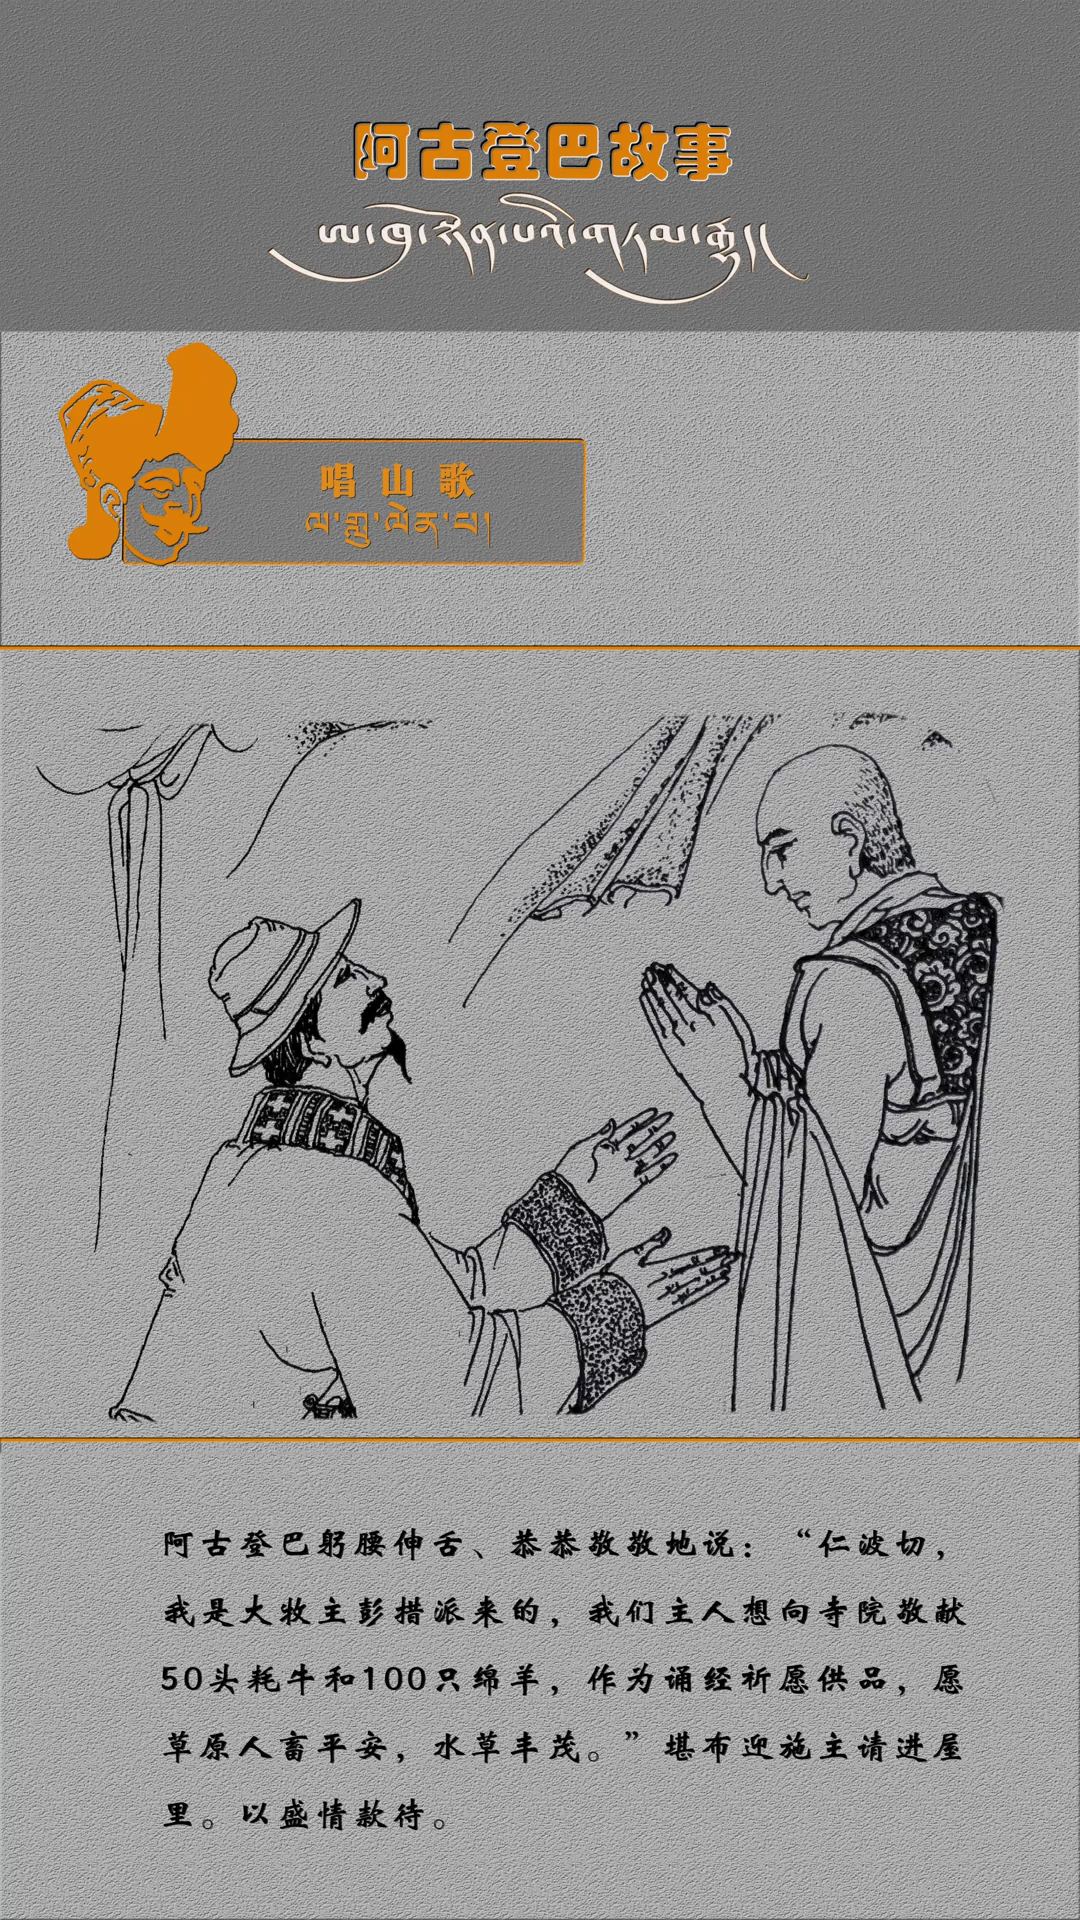 阿古登巴故事
ཨ་ཁུ་སྟོན་པའི་གཏམ་རྒྱུད།
唱山歌
ལ་གླུ་ལེན་པ།
阿古登巴躬腰伸舌、恭恭敬敬地说：“仁波切，
我是大牧主彭措派来的，我们主人想向寺院敬献
50头耗牛和100只绵羊，作为诵经祈愿供品，愿
草原人畜平安，水草丰茂。”堪布迎施主请进屋
里。以盛情款待。